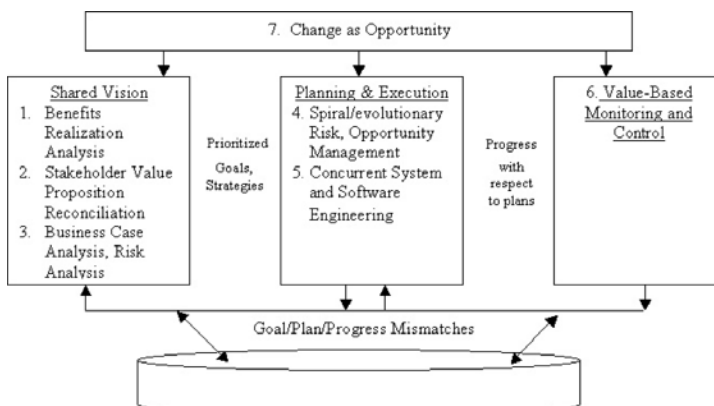 7. Change as Opportunity
Shared Vision
1. Benefits
Realization
Analysis
2. Stakeholder Value
Proposition
Reconciliation
3. Business Case
Analysis, Risk
Analysis
Prioritized
Goals,
Strategies
Planning & Execution
4. Spiral/evolutionary
Risk, Opportunity
Management
5. Concurrent System
and Software
Engineering
Progress
with
respect
to plans
6. Value-Based
Monitoring and
Control
Goal/Plan/Progress Mismatches